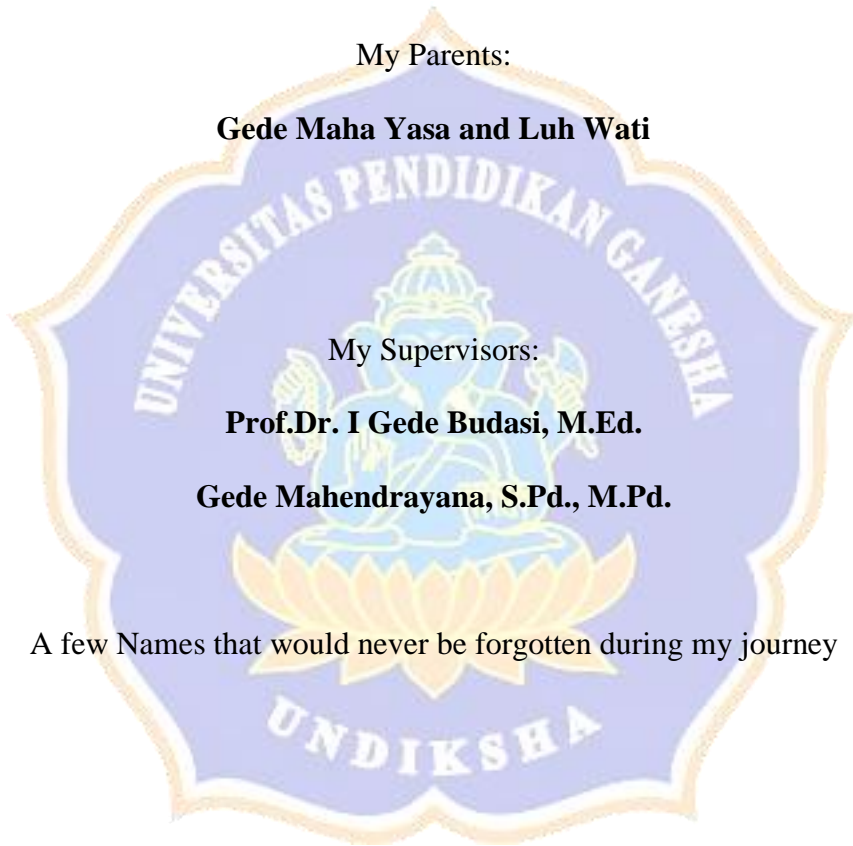 My Parents:
Gede Maha Yasa and Luh Wati
UNIVERSITAS PENDIDIKAN GANESHA
My Supervisors:
Prof.Dr. I Gede Budasi, M.Ed.
Gede Mahendrayana, S.Pd., M.Pd.
A few Names that would never be forgotten during my journey
UNDIKSHA